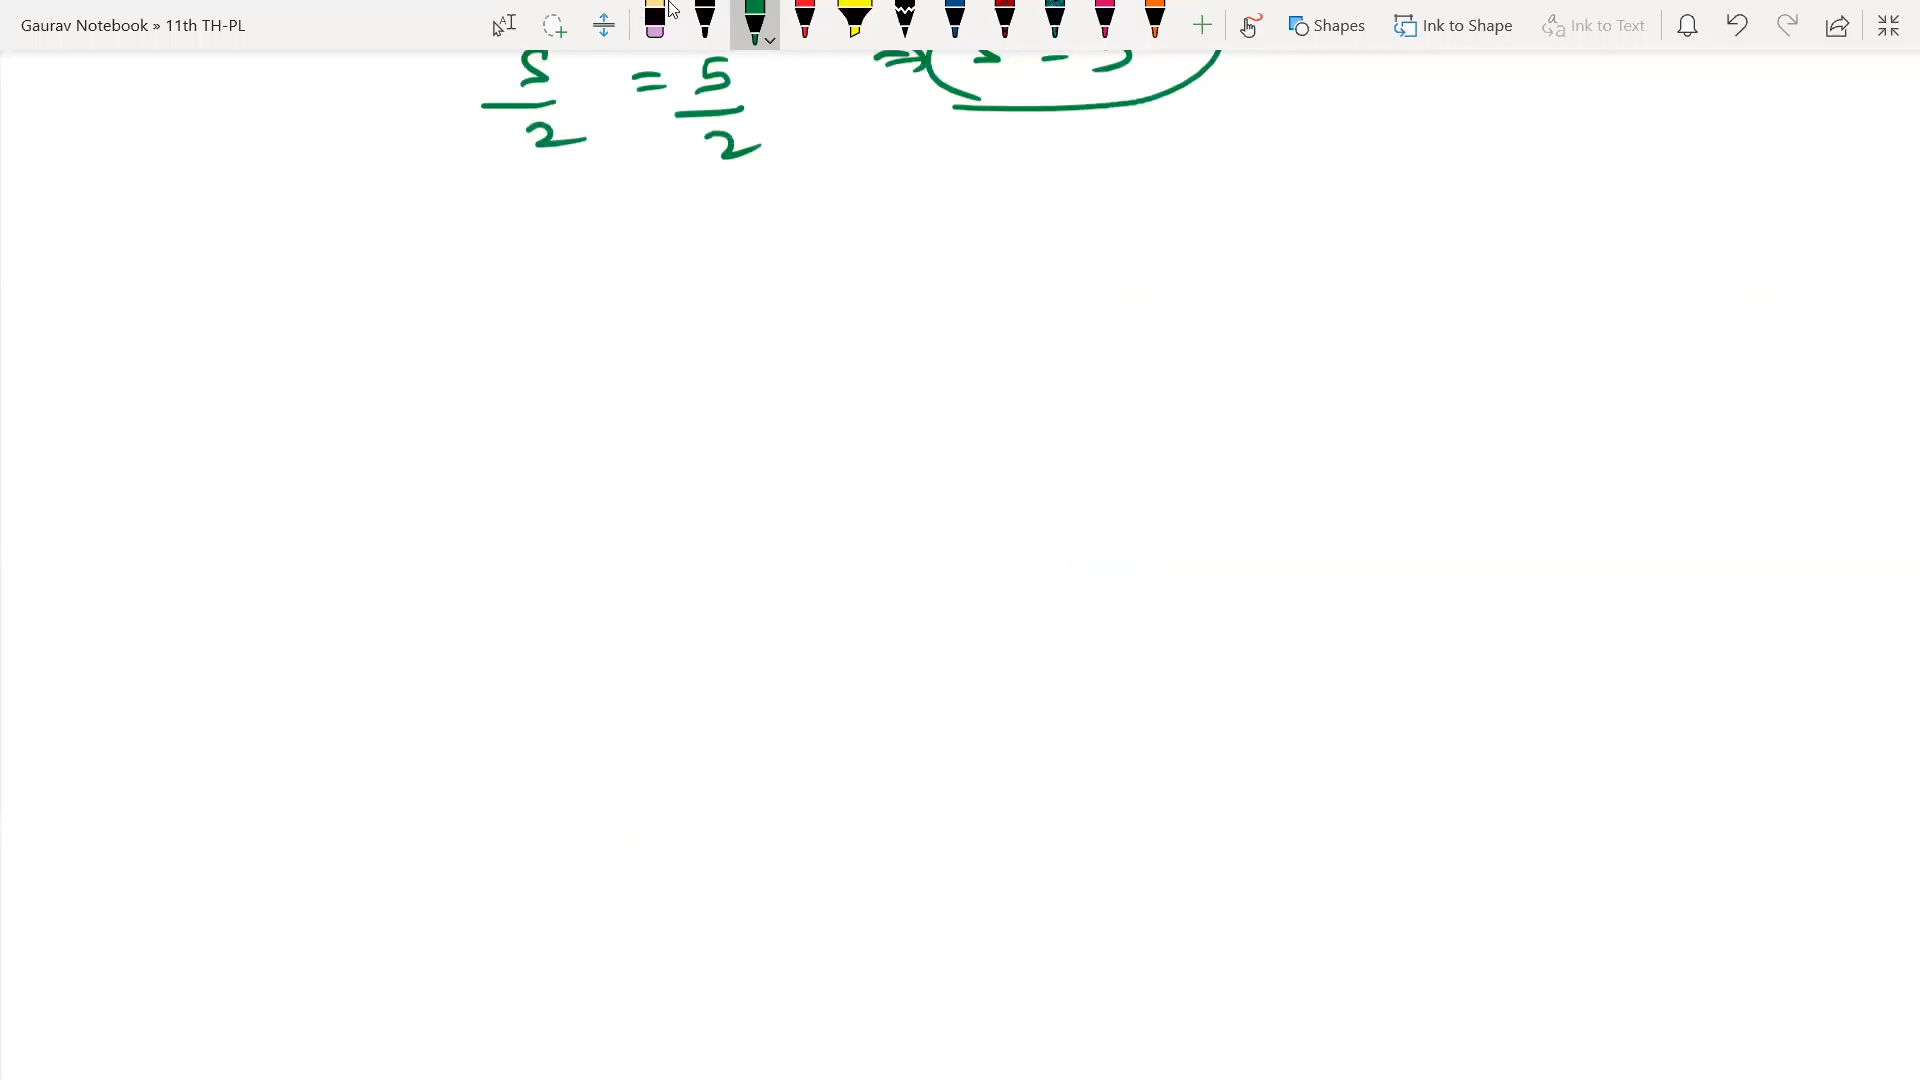 Gaurav Notebook » 11th TH-PL
Shapes
Ink to Shape
Ink to Text
5/2 = 5/2 ⇒